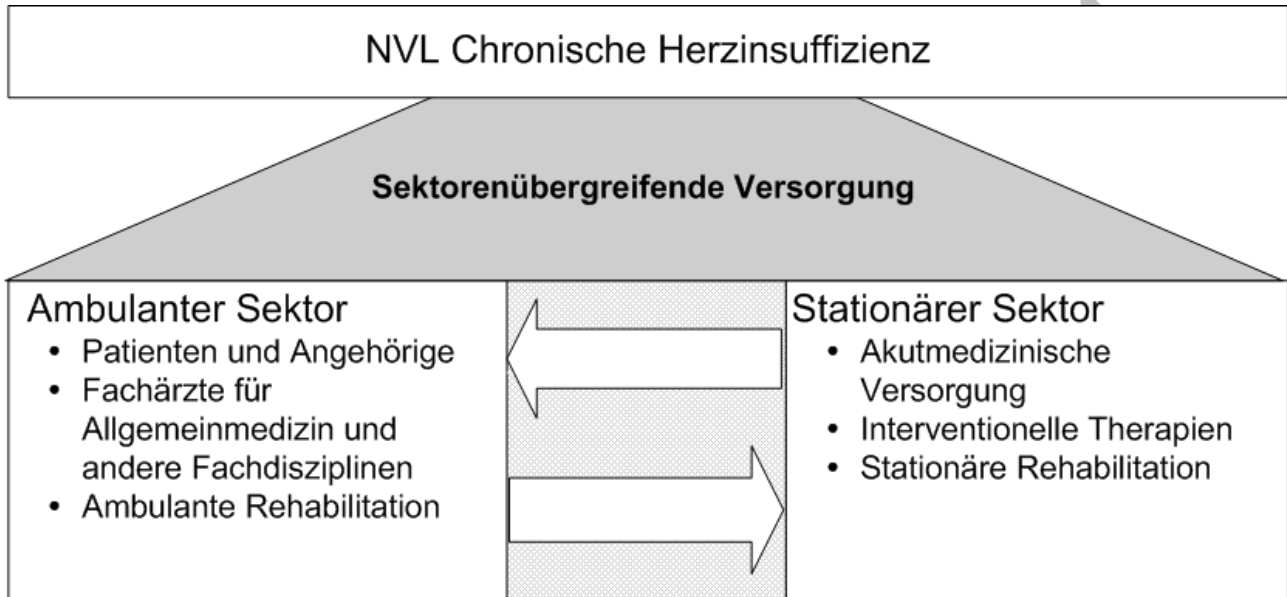 NVL Chronische Herzinsuffizienz
Sektorenübergreifende Versorgung
Ambulanter Sektor
• Patienten und Angehörige
• Fachärzte für
Allgemeinmedizin und
andere Fachdisziplinen
• Ambulante Rehabilitation
Stationärer Sektor
• Akutmedizinische
Versorgung
• Interventionelle Therapien
• Stationäre Rehabilitation